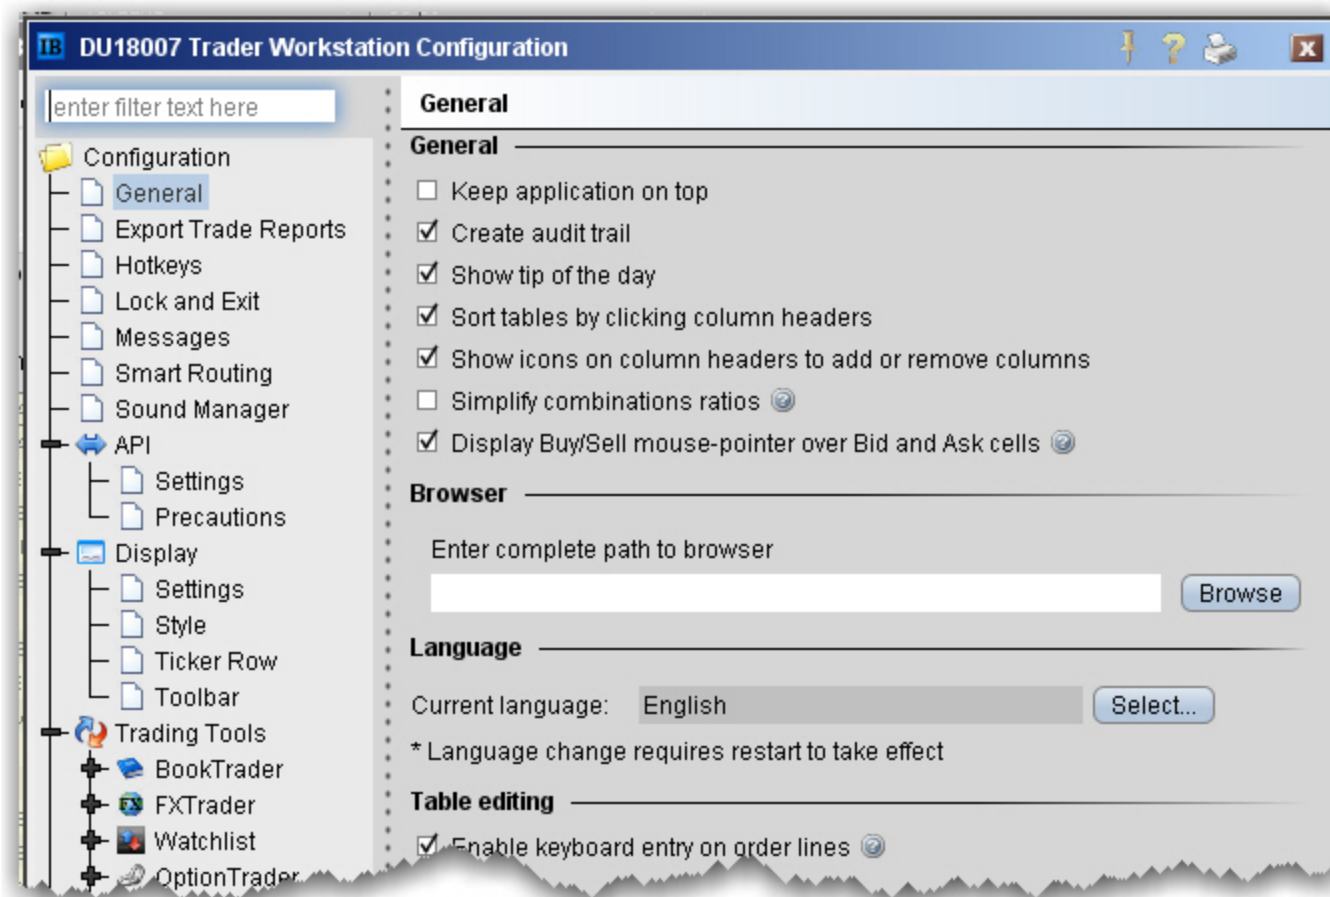 IB DU18007 Trader Workstation Configuration
enter filter text here
Configuration
General
Export Trade Reports
Hotkeys
Lock and Exit
Messages
Smart Routing
Sound Manager
API
Settings
Precautions
Display
Settings
Style
Ticker Row
Toolbar
Trading Tools
BookTrader
FX FXTrader
Watchlist
OptionTrader
General
General
Keep application on top
Create audit trail
Show tip of the day
Sort tables by clicking column headers
Show icons on column headers to add or remove columns
Simplify combinations ratios
Display Buy/Sell mouse-pointer over Bid and Ask cells
Browser
Enter complete path to browser
Browse
Language
Current language: English Select...
* Language change requires restart to take effect
Table editing
Enable keyboard entry on order lines